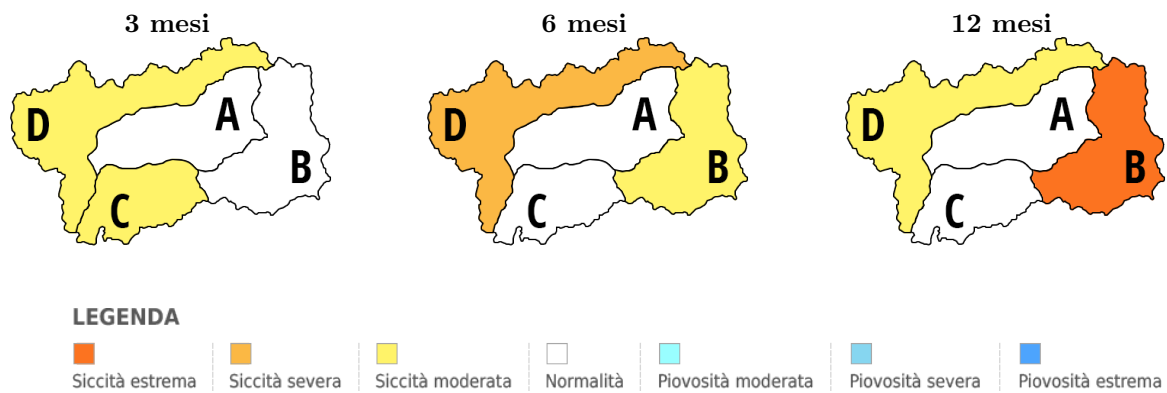 3 mesi 6 mesi 12 mesi
D A B C
D A B C
D A B C
LEGENDA
Siccità estrema Siccità severa Siccità moderata Normalità Piovosità moderata Piovosità severa Piovosità estrema